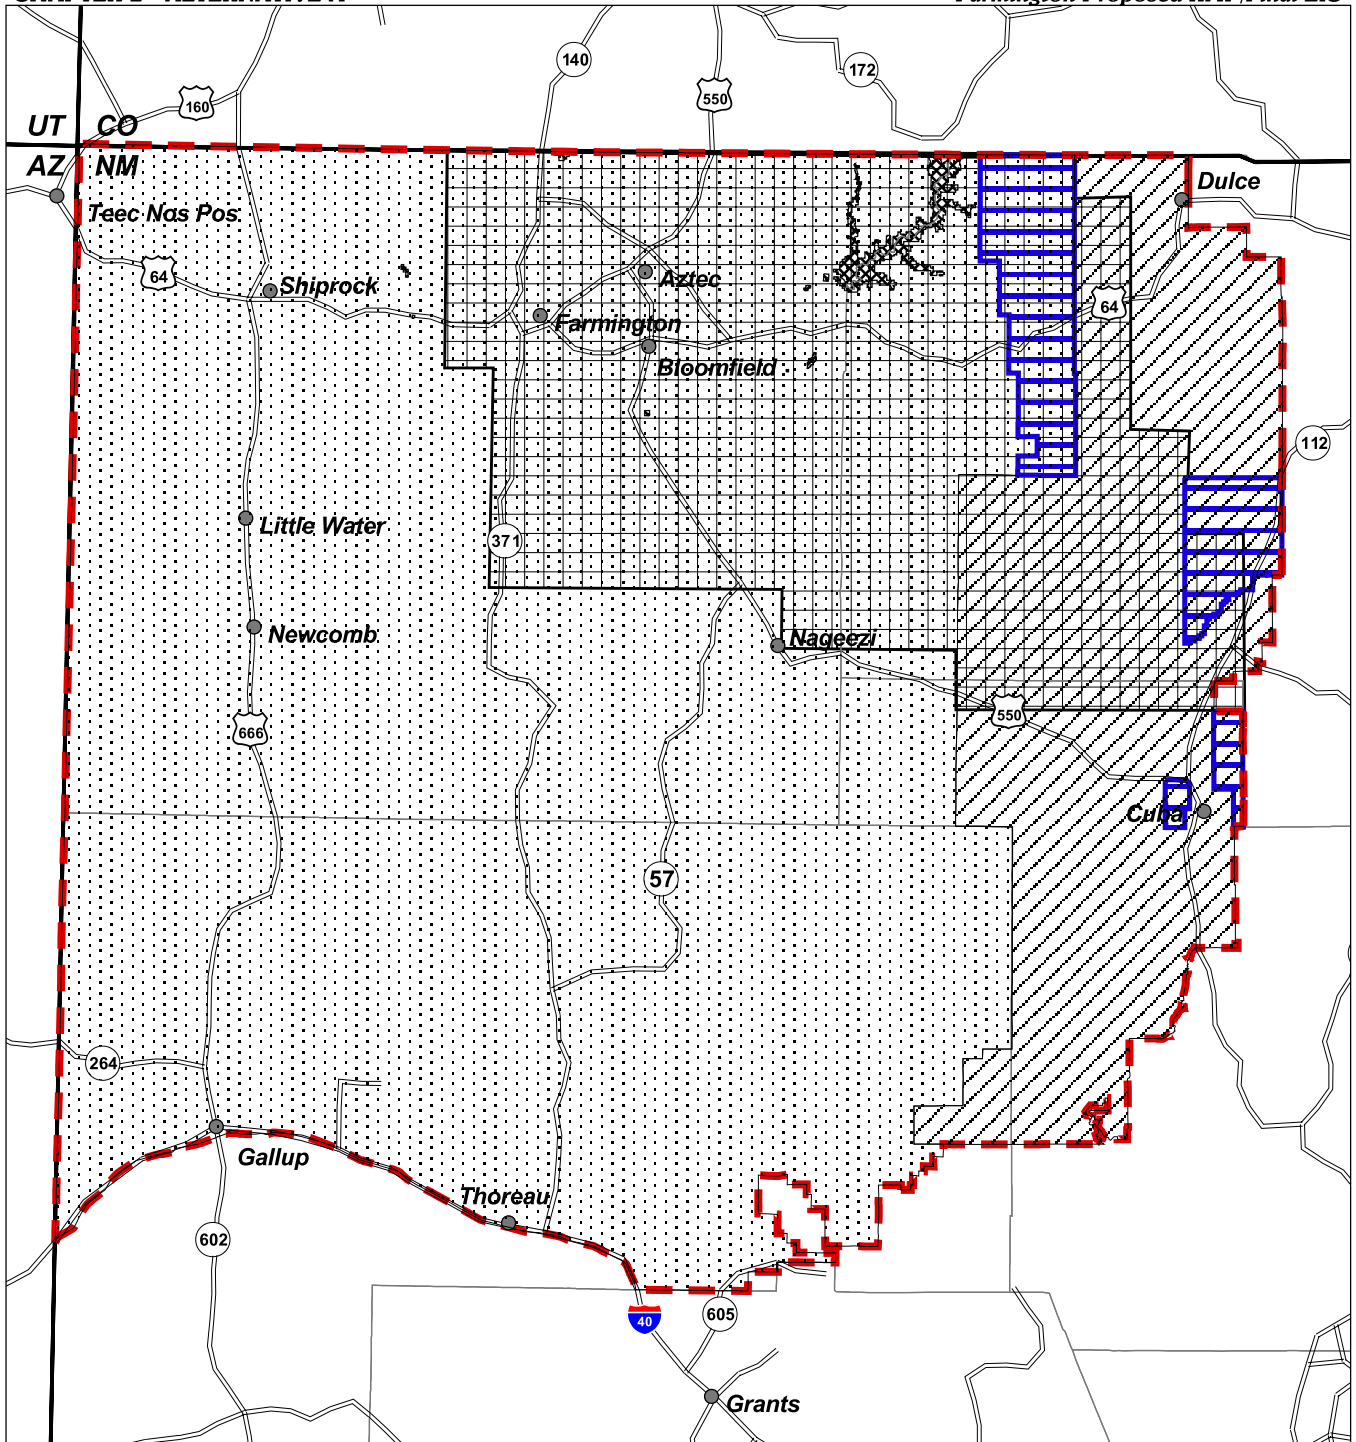 140
172
160
550
UT CO
AZ NM
Dulce
Teec Nos Pos
64
Shiprock
Aztec
64
Farmington
Bloomfield
112
Little Water
371
Newcomb
Nageezi
550
666
Cuba
57
264
Gallup
Thoreau
602
605
40
Grants